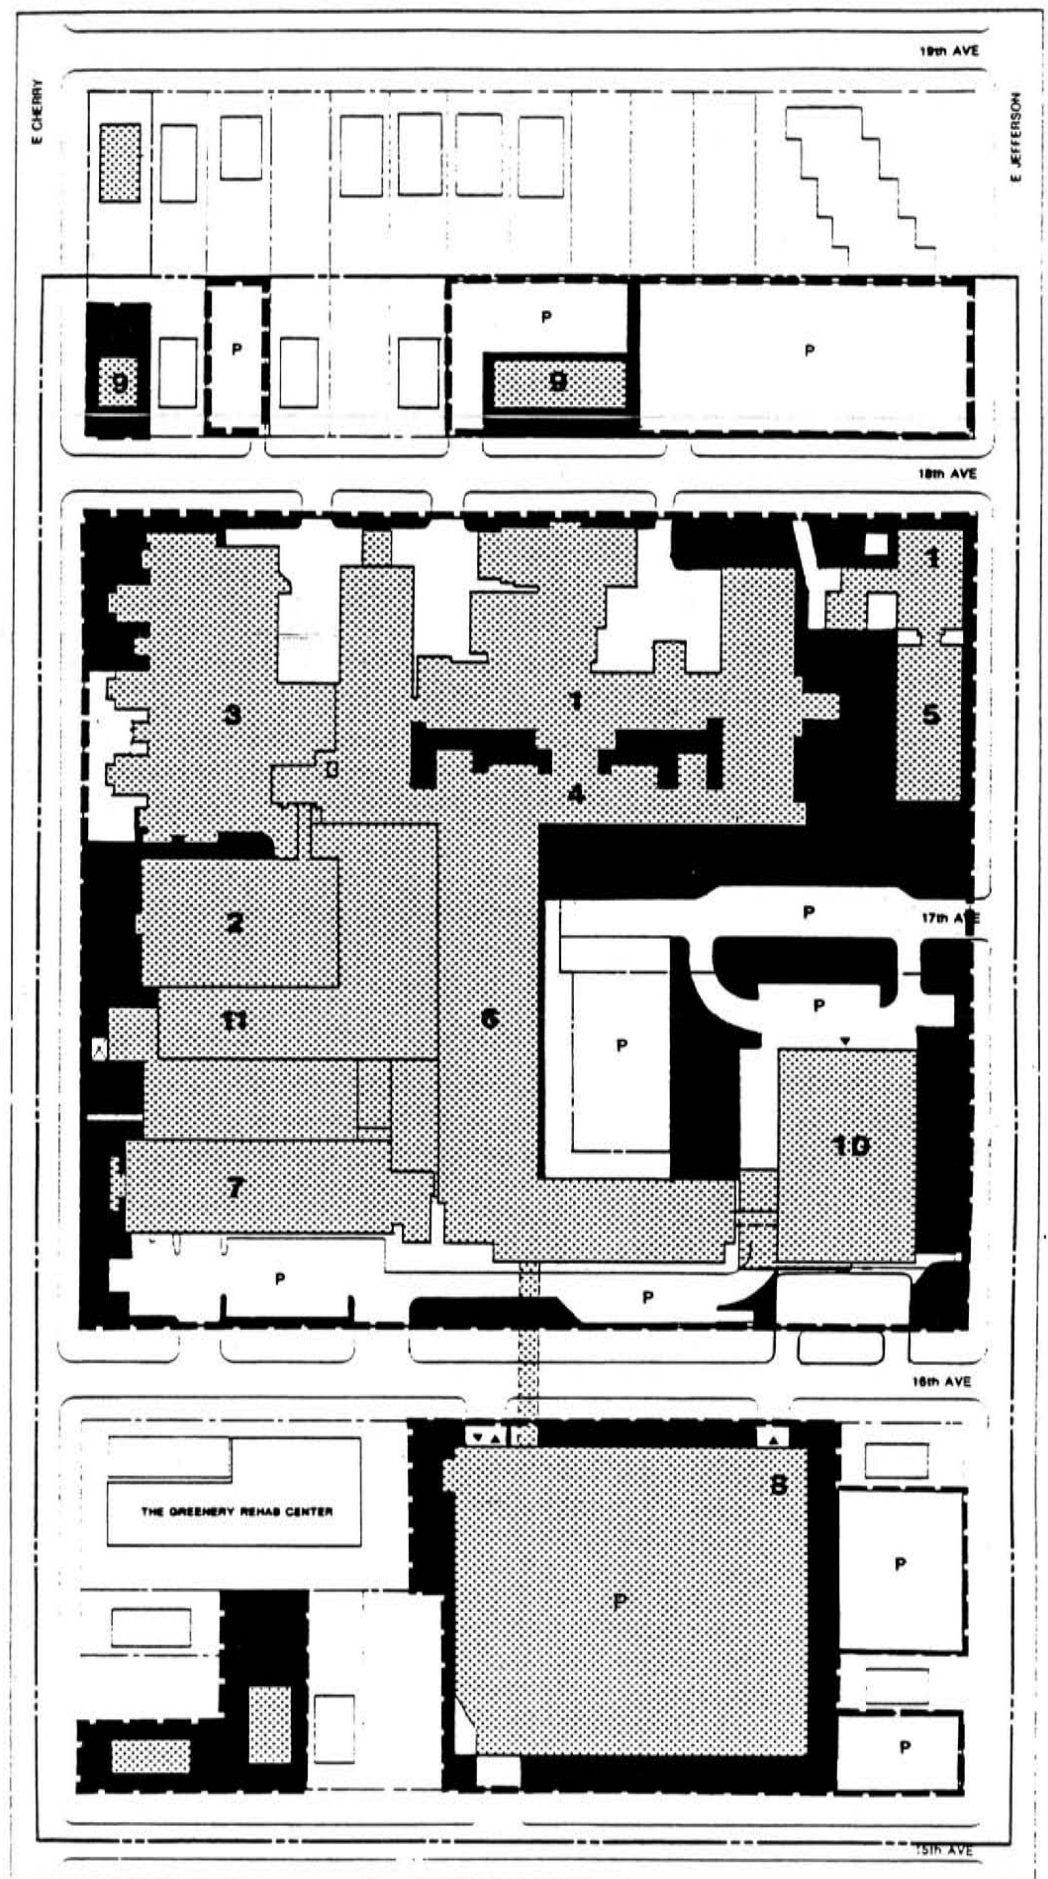 19th AVE
E CHERRY
E JEFFERSON
P
P
P
9
9
18th AVE
1
3
1
5
4
2
P
17th AVE
P
11
6
P
10
7
P
P
16th AVE
8
THE GREENERY REHAB CENTER
P
P
P
15th AVE